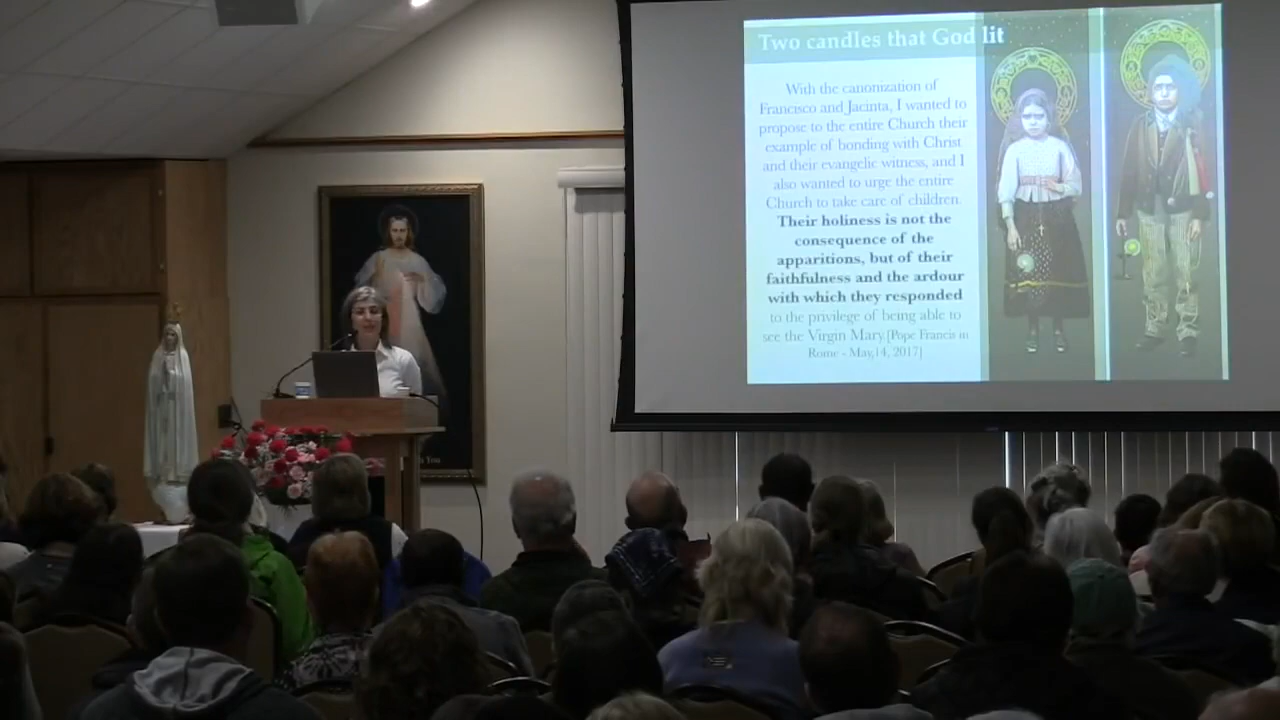 Two candles that God lit
With the canonization of
Francisco and Jacinta, I wanted to
propose to the entire Church their
example of bonding with Christ
and their evangelic witness, and I
also wanted to urge the entire
Church to take care of children.
Their holiness is not the
consequence of the
apparitions, but of their
faithfulness and the ardour
with which they responded
to the privilege of being able to
see the Virgin Mary.[Pope Francis in
Rome - May,14, 2017]
You